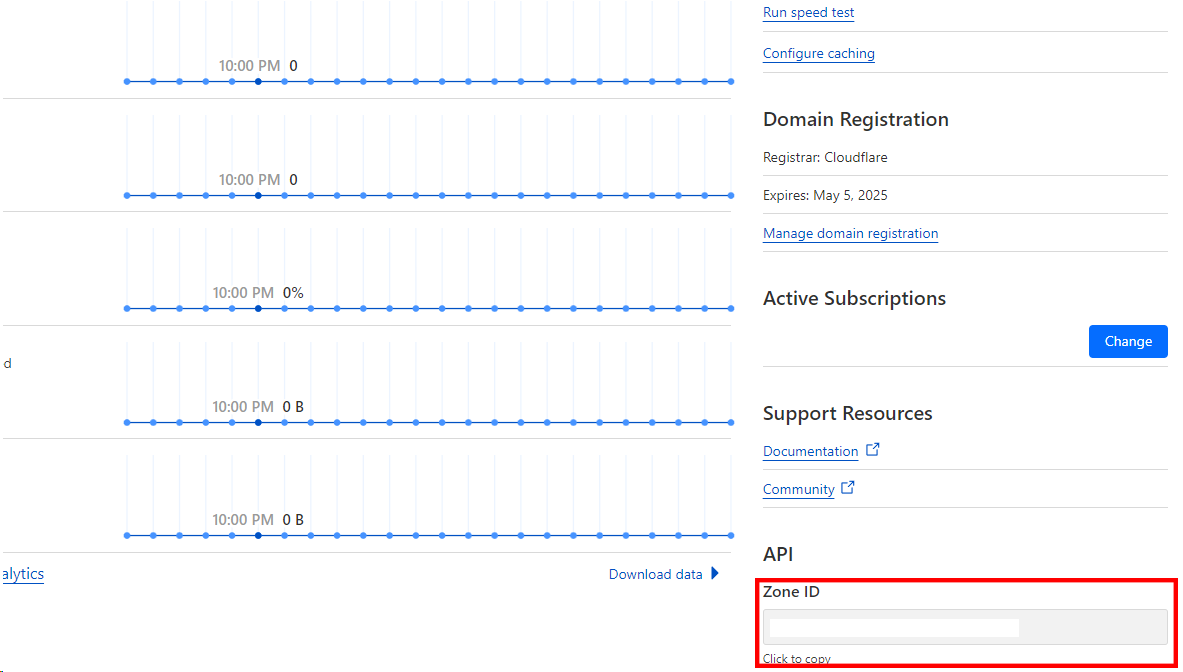 10:00 PM 0
10:00 PM 0
10:00 PM 0%
d
10:00 PM 0 B
10:00 PM 0 B
alytics
Download data
Run speed test
Configure caching
Domain Registration
Registrar: Cloudflare
Expires: May 5, 2025
Manage domain registration
Active Subscriptions
Change
Support Resources
Documentation
Community
API
Zone ID
Click to copy